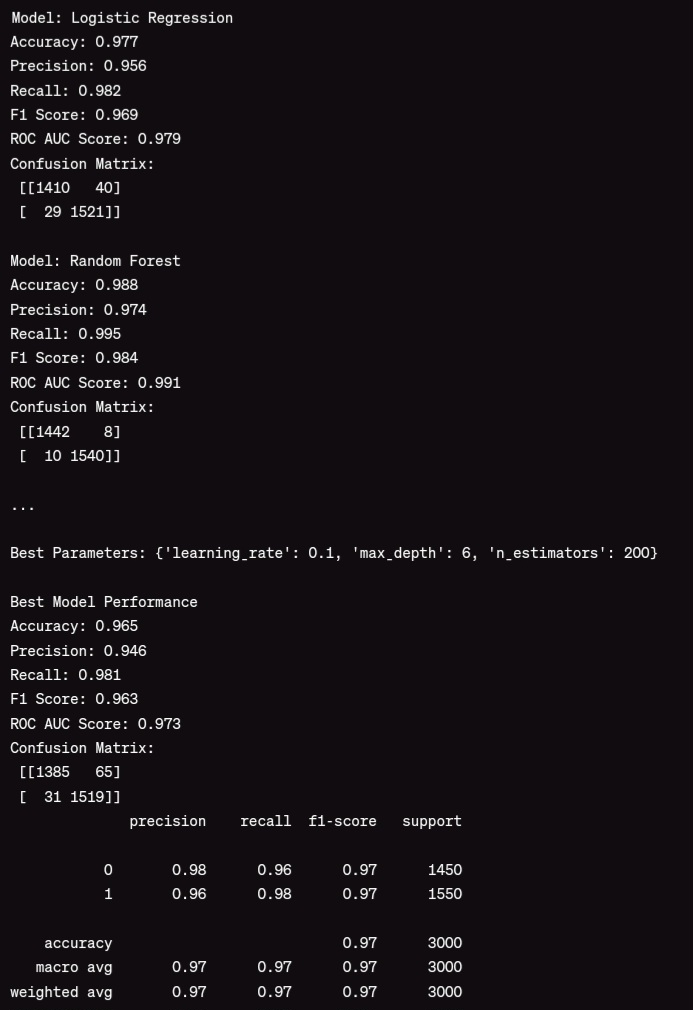 Model: Logistic Regression
Accuracy: 0.977
Precision: 0.956
Recall: 0.982
F1 Score: 0.969
ROC AUC Score: 0.979
Confusion Matrix:
 [[1410   40]
 [  29 1521]]

Model: Random Forest
Accuracy: 0.988
Precision: 0.974
Recall: 0.995
F1 Score: 0.984
ROC AUC Score: 0.991
Confusion Matrix:
 [[1442    8]
 [  10 1540]]

...

Best Parameters: {'learning_rate': 0.1, 'max_depth': 6, 'n_estimators': 200}

Best Model Performance
Accuracy: 0.965
Precision: 0.946
Recall: 0.981
F1 Score: 0.963
ROC AUC Score: 0.973
Confusion Matrix:
 [[1385   65]
 [  31 1519]]
              precision    recall  f1-score   support

           0       0.98      0.96      0.97      1450
           1       0.96      0.98      0.97      1550

    accuracy                           0.97      3000
   macro avg       0.97      0.97      0.97      3000
weighted avg       0.97      0.97      0.97      3000